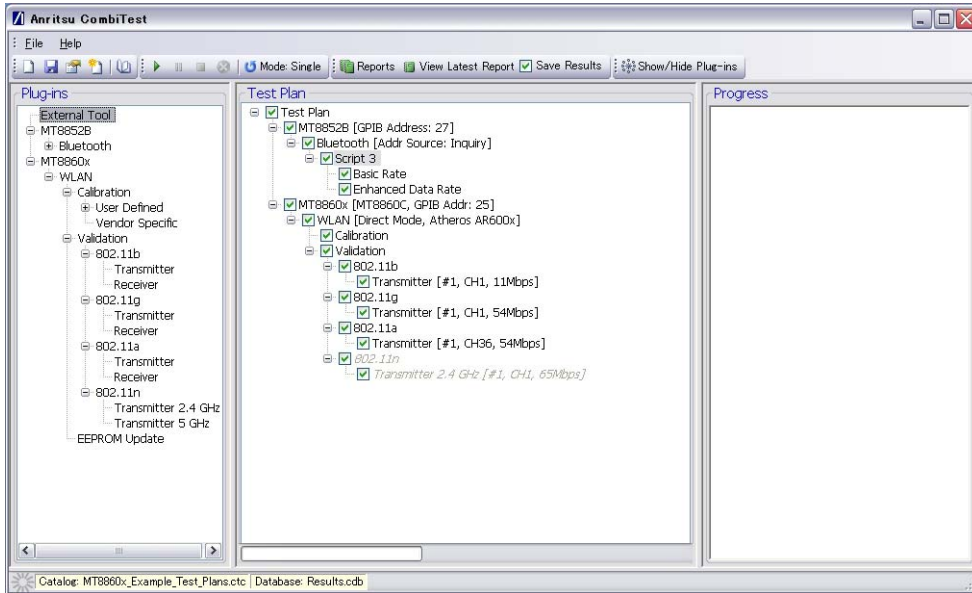 Anritsu CombiTest
File Help
Mode: Single Reports View Latest Report Save Results Show/Hide Plug-ins
Plug-ins
External Tool
MT8852B
Bluetooth
MT8860x
WLAN
Calibration
User Defined
Vendor Specific
Validation
802.11b
Transmitter
Receiver
802.11g
Transmitter
Receiver
802.11a
Transmitter
Receiver
802.11n
Transmitter 2.4 GHz
Transmitter 5 GHz
EEPROM Update
Test Plan
Test Plan
MT8852B [GPIB Address: 27]
Bluetooth [Addr Source: Inquiry]
Script 3
Basic Rate
Enhanced Data Rate
MT8860x [MT8860C, GPIB Addr: 25]
WLAN [Direct Mode, Atheros AR600x]
Calibration
Validation
802.11b
Transmitter [#1, CH1, 11Mbps]
802.11g
Transmitter [#1, CH1, 54Mbps]
802.11a
Transmitter [#1, CH36, 54Mbps]
802.11n
Transmitter 2.4 GHz [#1, CH1, 65Mbps]
Progress
Catalog: MT8860x_Example_Test_Plans.ctc Database: Results.cdb